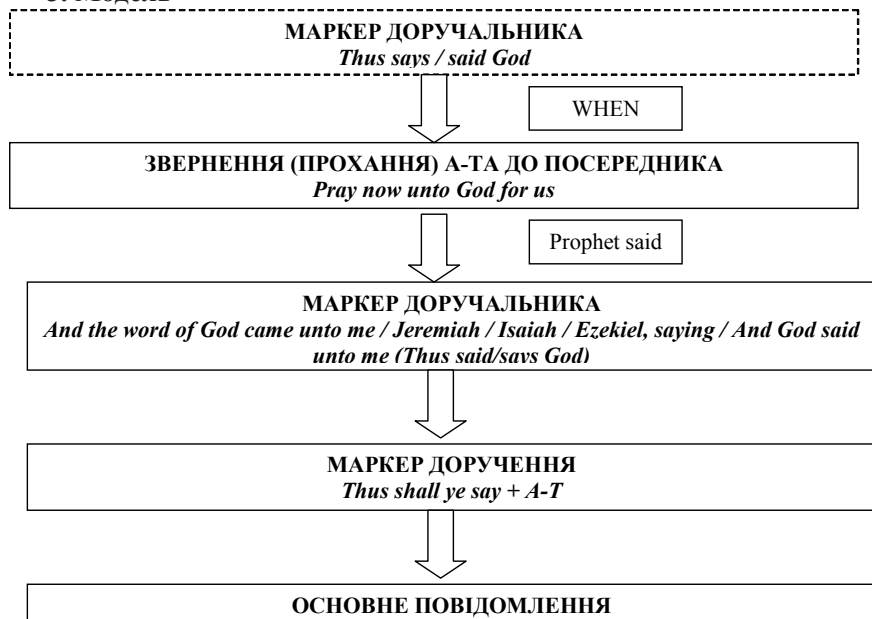 МАРКЕР ДОРУЧАЛЬНИКА
Thus says / said God
WHEN
ЗВЕРНЕННЯ (ПРОХАННЯ) А-ТА ДО ПОСЕРЕДНИКА
Pray now unto God for us
Prophet said
МАРКЕР ДОРУЧАЛЬНИКА
And the word of God came unto me / Jeremiah / Isaiah / Ezekiel, saying / And God said
unto me (Thus said/says God)
МАРКЕР ДОРУЧЕННЯ
Thus shall ye say + A-T
ОСНОВНЕ ПОВІДОМЛЕННЯ